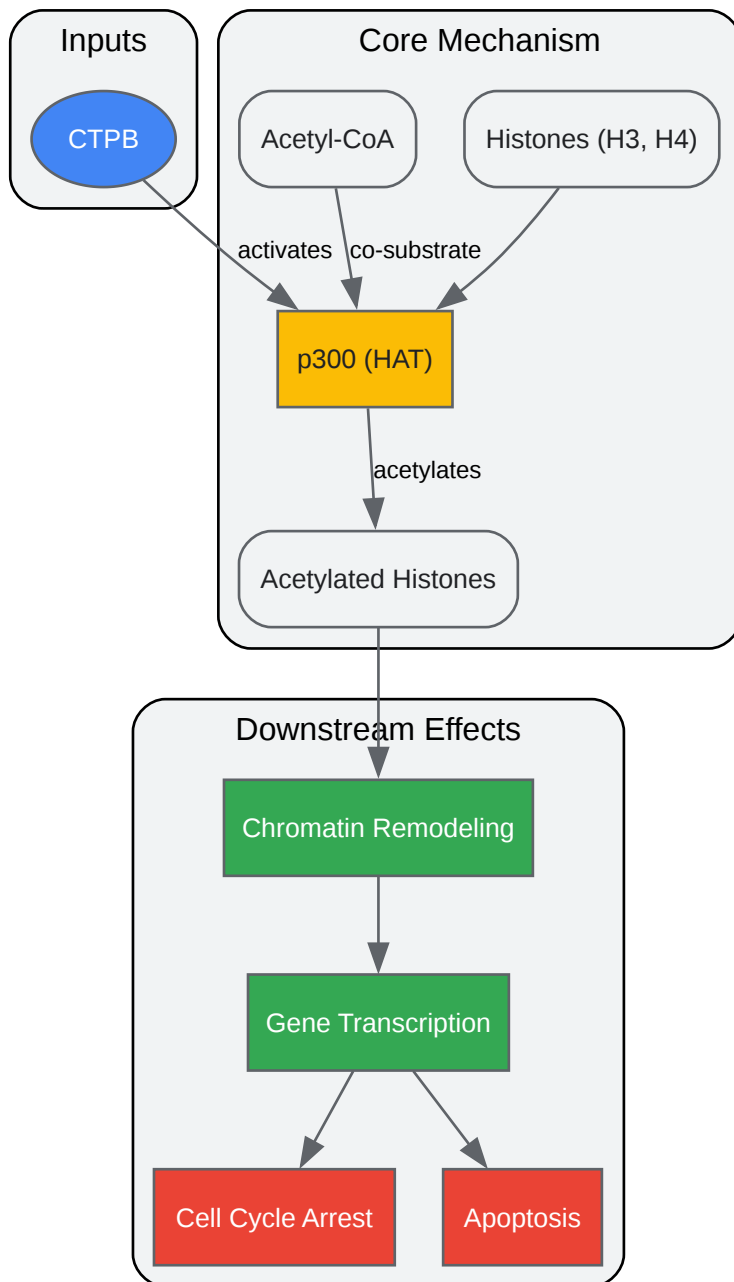 Inputs
Core Mechanism
CTPB
Acetyl-CoA
Histones (H3, H4)
activates
co-substrate
p300 (HAT)
acetylates
Acetylated Histones
Downstream Effects
Chromatin Remodeling
Gene Transcription
Cell Cycle Arrest
Apoptosis